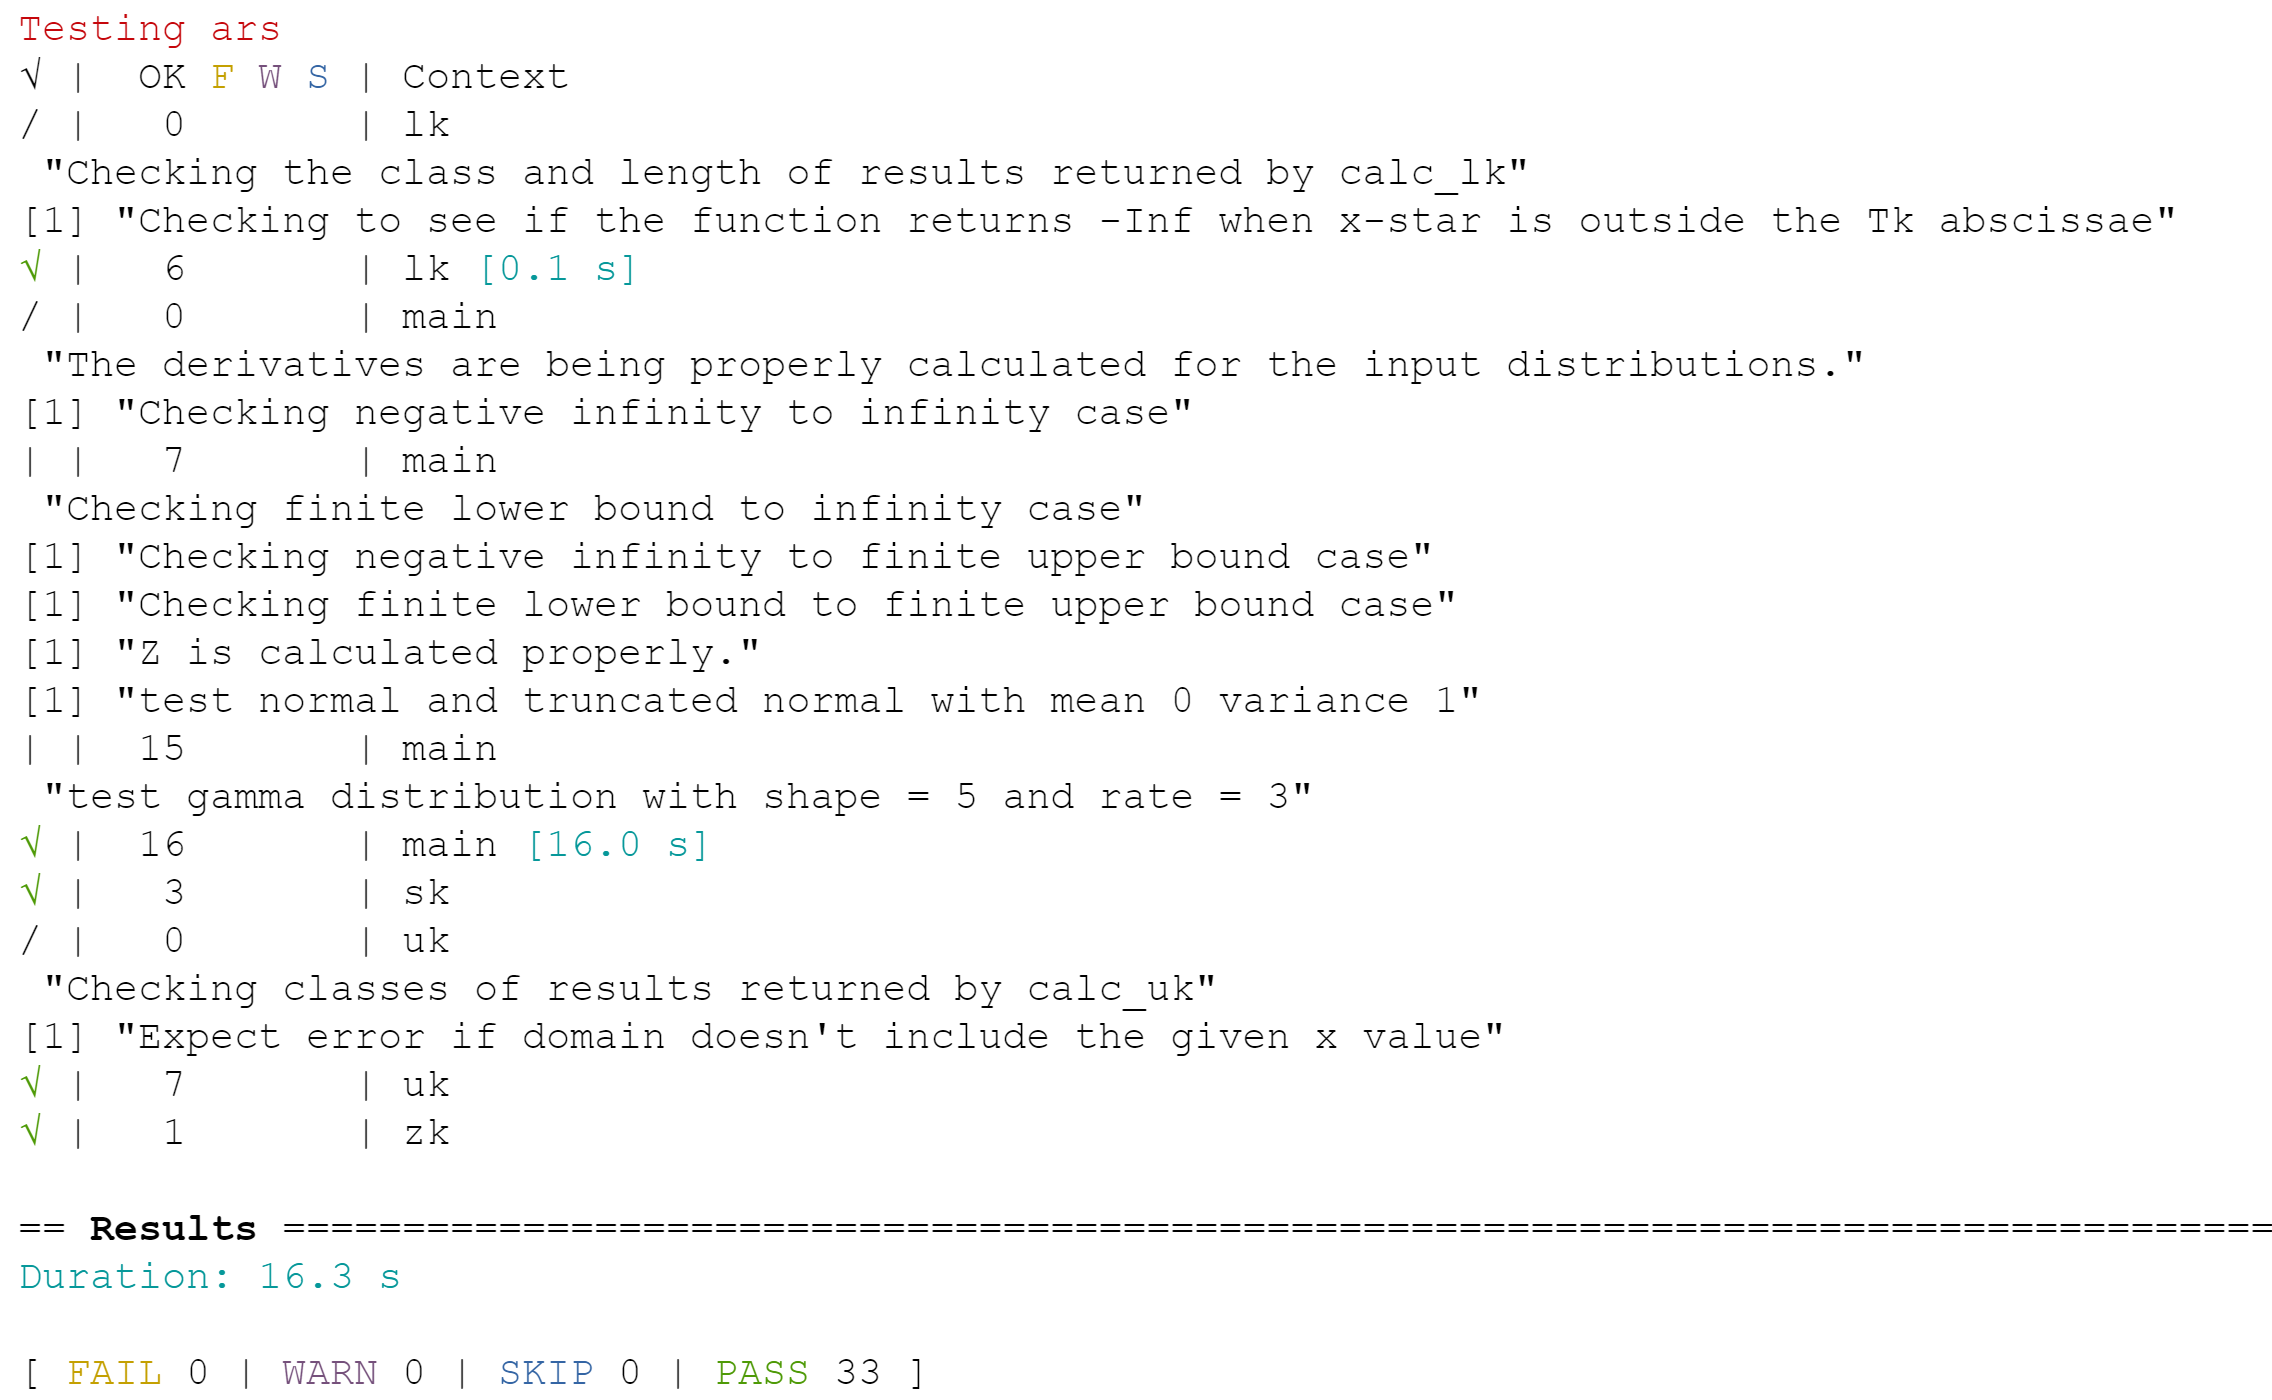 Testing ars
√ |  OK F W S | Context
/ |   0       | lk
 "Checking the class and length of results returned by calc_lk"
[1] "Checking to see if the function returns -Inf when x-star is outside the Tk abscissae"
√ |   6       | lk [0.1 s]
/ |   0       | main
 "The derivatives are being properly calculated for the input distributions."
[1] "Checking negative infinity to infinity case"
| |   7       | main
 "Checking finite lower bound to infinity case"
[1] "Checking negative infinity to finite upper bound case"
[1] "Checking finite lower bound to finite upper bound case"
[1] "Z is calculated properly."
[1] "test normal and truncated normal with mean 0 variance 1"
| |  15       | main
 "test gamma distribution with shape = 5 and rate = 3"
√ |  16       | main [16.0 s]
√ |   3       | sk
/ |   0       | uk
 "Checking classes of results returned by calc_uk"
[1] "Expect error if domain doesn't include the given x value"
√ |   7       | uk
√ |   1       | zk
== Results ===================================================================================
Duration: 16.3 s
[ FAIL 0 | WARN 0 | SKIP 0 | PASS 33 ]